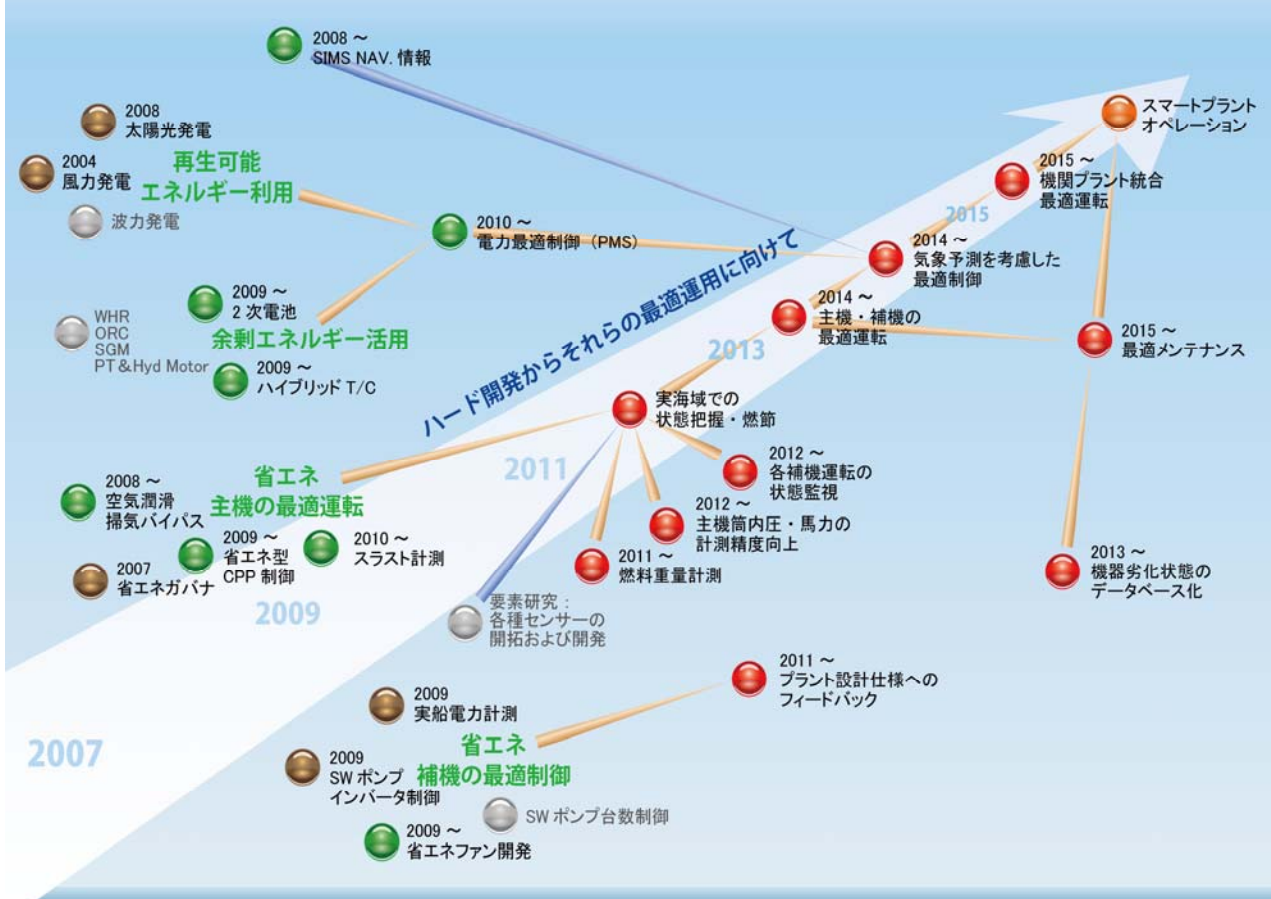 2008 ～
SIMS NAV. 情報
2008
太陽光発電
2004
風力発電
再生可能
エネルギー利用
波力発電
2010 ～
電力最適制御（PMS）
2009 ～
2 次電池
WHR
ORC
SGM
PT＆Hyd Motor
余剰エネルギー活用
2009 ～
ハイブリッド T/C
ハード開発からそれらの最適運用に向けて
スマートプラント
オペレーション
2015 ～
機関プラント統合
最適運転
2015
2014 ～
気象予測を考慮した
最適制御
2014 ～
主機・補機の
最適運転
2013
2015 ～
最適メンテナンス
実海域での
状態把握・燃節
2011
省エネ
主機の最適運転
2008 ～
空気潤滑
掃気バイパス
2009 ～
省エネ型
CPP 制御
2010 ～
スラスト計測
2007
省エネガバナ
2009
2012 ～
各補機運転の
状態監視
2012 ～
主機筒内圧・馬力の
計測精度向上
2011 ～
燃料重量計測
2013 ～
機器劣化状態の
データベース化
要素研究：
各種センサーの
開拓および開発
2011 ～
プラント設計仕様への
フィードバック
2007
2009
実船電力計測
省エネ
補機の最適制御
2009
SW ポンプ
インバータ制御
SW ポンプ台数制御
2009 ～
省エネファン開発